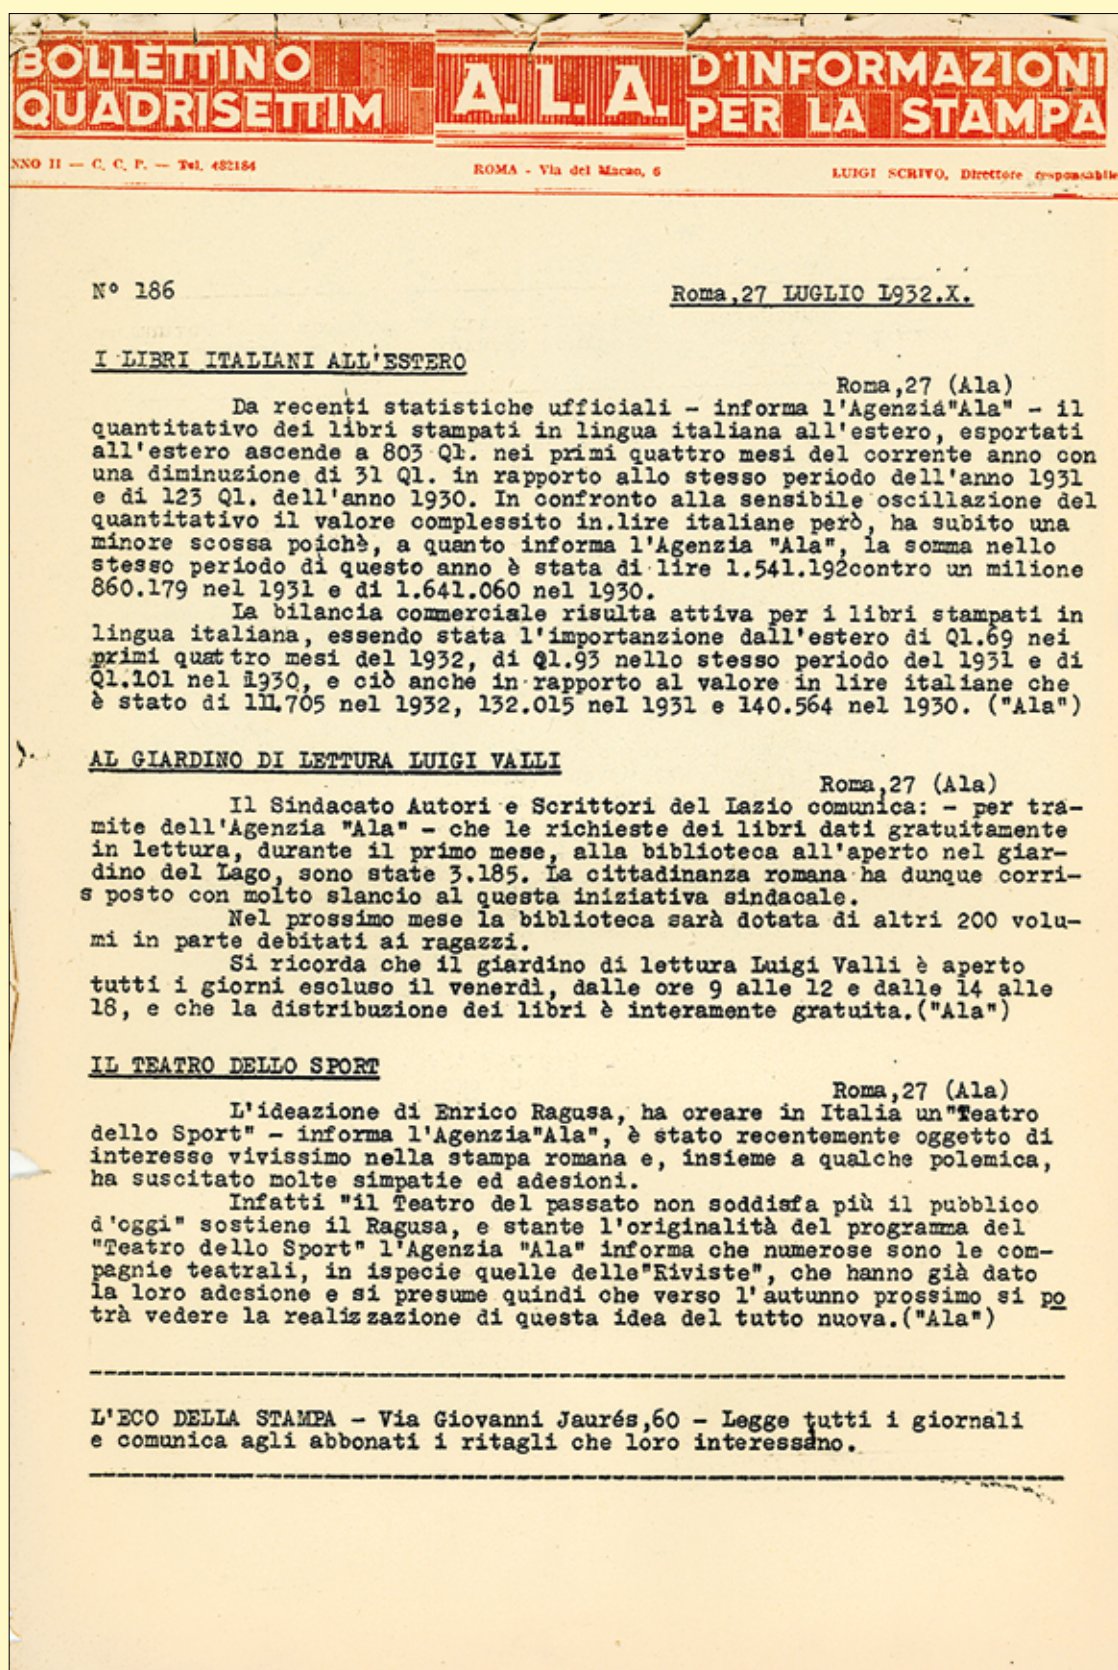 BOLLETTINO
QUADRISETTIM
A.L.A.
D'INFORMAZIONI
PER LA STAMPA
NNO II — C. C. P. — Tel. 482184
ROMA - Via del Macao, 6
LUIGI SCRIVO, Direttore responsabile
N° 186
Roma,27 LUGLIO 1932.X.
I LIBRI ITALIANI ALL'ESTERO
Roma,27 (Ala)
Da recenti statistiche ufficiali - informa l'Agenzia"Ala" - il
quantitativo dei libri stampati in lingua italiana all'estero, esportati
all'estero ascende a 803 Ql. nei primi quattro mesi del corrente anno con
una diminuzione di 31 Ql. in rapporto allo stesso periodo dell'anno 1931
e di 123 Ql. dell'anno 1930. In confronto alla sensibile oscillazione del
quantitativo il valore complessito in.lire italiane però, ha subito una
minore scossa poichè, a quanto informa l'Agenzia "Ala", la somma nello
stesso periodo di questo anno è stata di lire 1.541.192contro un milione
860.179 nel 1931 e di 1.641.060 nel 1930.
La bilancia commerciale risulta attiva per i libri stampati in
lingua italiana, essendo stata l'importanzione dall'estero di Ql.69 nei
primi quattro mesi del 1932, di Ql.93 nello stesso periodo del 1931 e di
Ql.101 nel 1930, e ciò anche in rapporto al valore in lire italiane che
è stato di 111.705 nel 1932, 132.015 nel 1931 e 140.564 nel 1930. ("Ala")
AL GIARDINO DI LETTURA LUIGI VALLI
Roma,27 (Ala)
Il Sindacato Autori e Scrittori del Lazio comunica: - per tra-
mite dell'Agenzia "Ala" - che le richieste dei libri dati gratuitamente
in lettura, durante il primo mese, alla biblioteca all'aperto nel giar-
dino del Lago, sono state 3.185. La cittadinanza romana ha dunque corri-
s posto con molto slancio al questa iniziativa sindacale.
Nel prossimo mese la biblioteca sarà dotata di altri 200 volu-
mi in parte debitati ai ragazzi.
Si ricorda che il giardino di lettura Luigi Valli è aperto
tutti i giorni escluso il venerdì, dalle ore 9 alle 12 e dalle 14 alle
18, e che la distribuzione dei libri è interamente gratuita.("Ala")
IL TEATRO DELLO SPORT
Roma,27 (Ala)
L'ideazione di Enrico Ragusa, ha creare in Italia un"Teatro
dello Sport" - informa l'Agenzia"Ala", è stato recentemente oggetto di
interesse vivissimo nella stampa romana e, insieme a qualche polemica,
ha suscitato molte simpatie ed adesioni.
Infatti "il Teatro del passato non soddisfa più il pubblico
d'oggi" sostiene il Ragusa, e stante l'originalità del programma del
"Teatro dello Sport" l'Agenzia "Ala" informa che numerose sono le com-
pagnie teatrali, in ispecie quelle delle"Riviste", che hanno già dato
la loro adesione e si presume quindi che verso l'autunno prossimo si po
trà vedere la realizzazione di questa idea del tutto nuova.("Ala")
L'ECO DELLA STAMPA - Via Giovanni Jaurés,60 - Legge tutti i giornali
e comunica agli abbonati i ritagli che loro interessano.